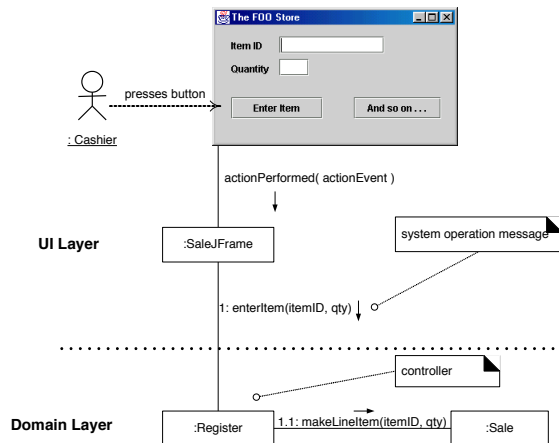 The FOO Store
Item ID
Quantity
Enter Item
And so on . . .
presses button
: Cashier
actionPerformed( actionEvent )
system operation message
UI Layer
:SaleJFrame
1: enterItem(itemID, qty)
controller
Domain Layer
:Register
1.1: makeLineItem(itemID, qty)
:Sale